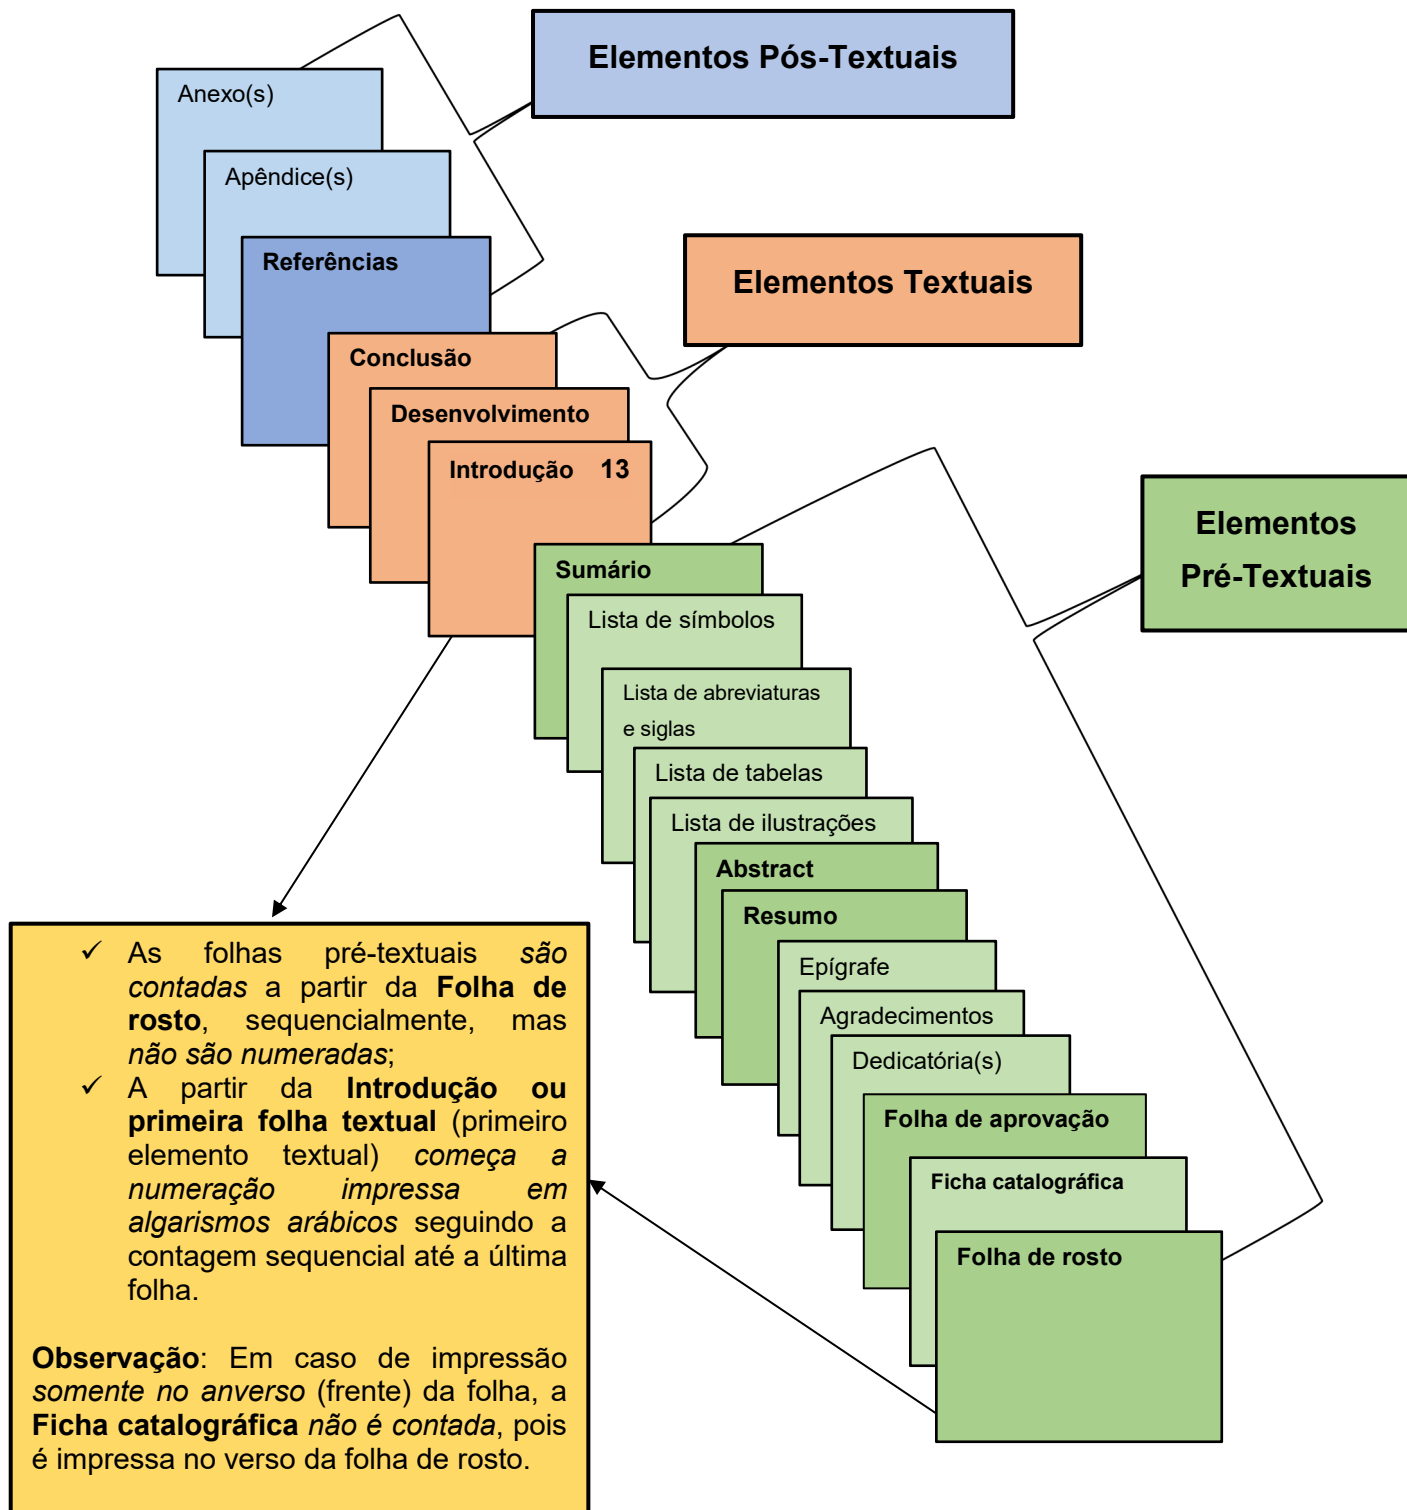 Elementos Pós-Textuais
Anexo(s)
Apêndice(s)
Referências
Elementos Textuais
Conclusão
Desenvolvimento
Introdução 13
Elementos
Pré-Textuais
Sumário
Lista de símbolos
Lista de abreviaturas
e siglas
Lista de tabelas
Lista de ilustrações
Abstract
Resumo
Epígrafe
Agradecimentos
Dedicatória(s)
Folha de aprovação
Ficha catalográfica
Folha de rosto
✓ As folhas pré-textuais são
contadas a partir da Folha de
rosto, sequencialmente, mas
não são numeradas;
✓ A partir da Introdução ou
primeira folha textual (primeiro
elemento textual) começa a
numeração impressa em
algarismos arábicos seguindo a
contagem sequencial até a última
folha.
Observação: Em caso de impressão
somente no anverso (frente) da folha, a
Ficha catalográfica não é contada, pois
é impressa no verso da folha de rosto.